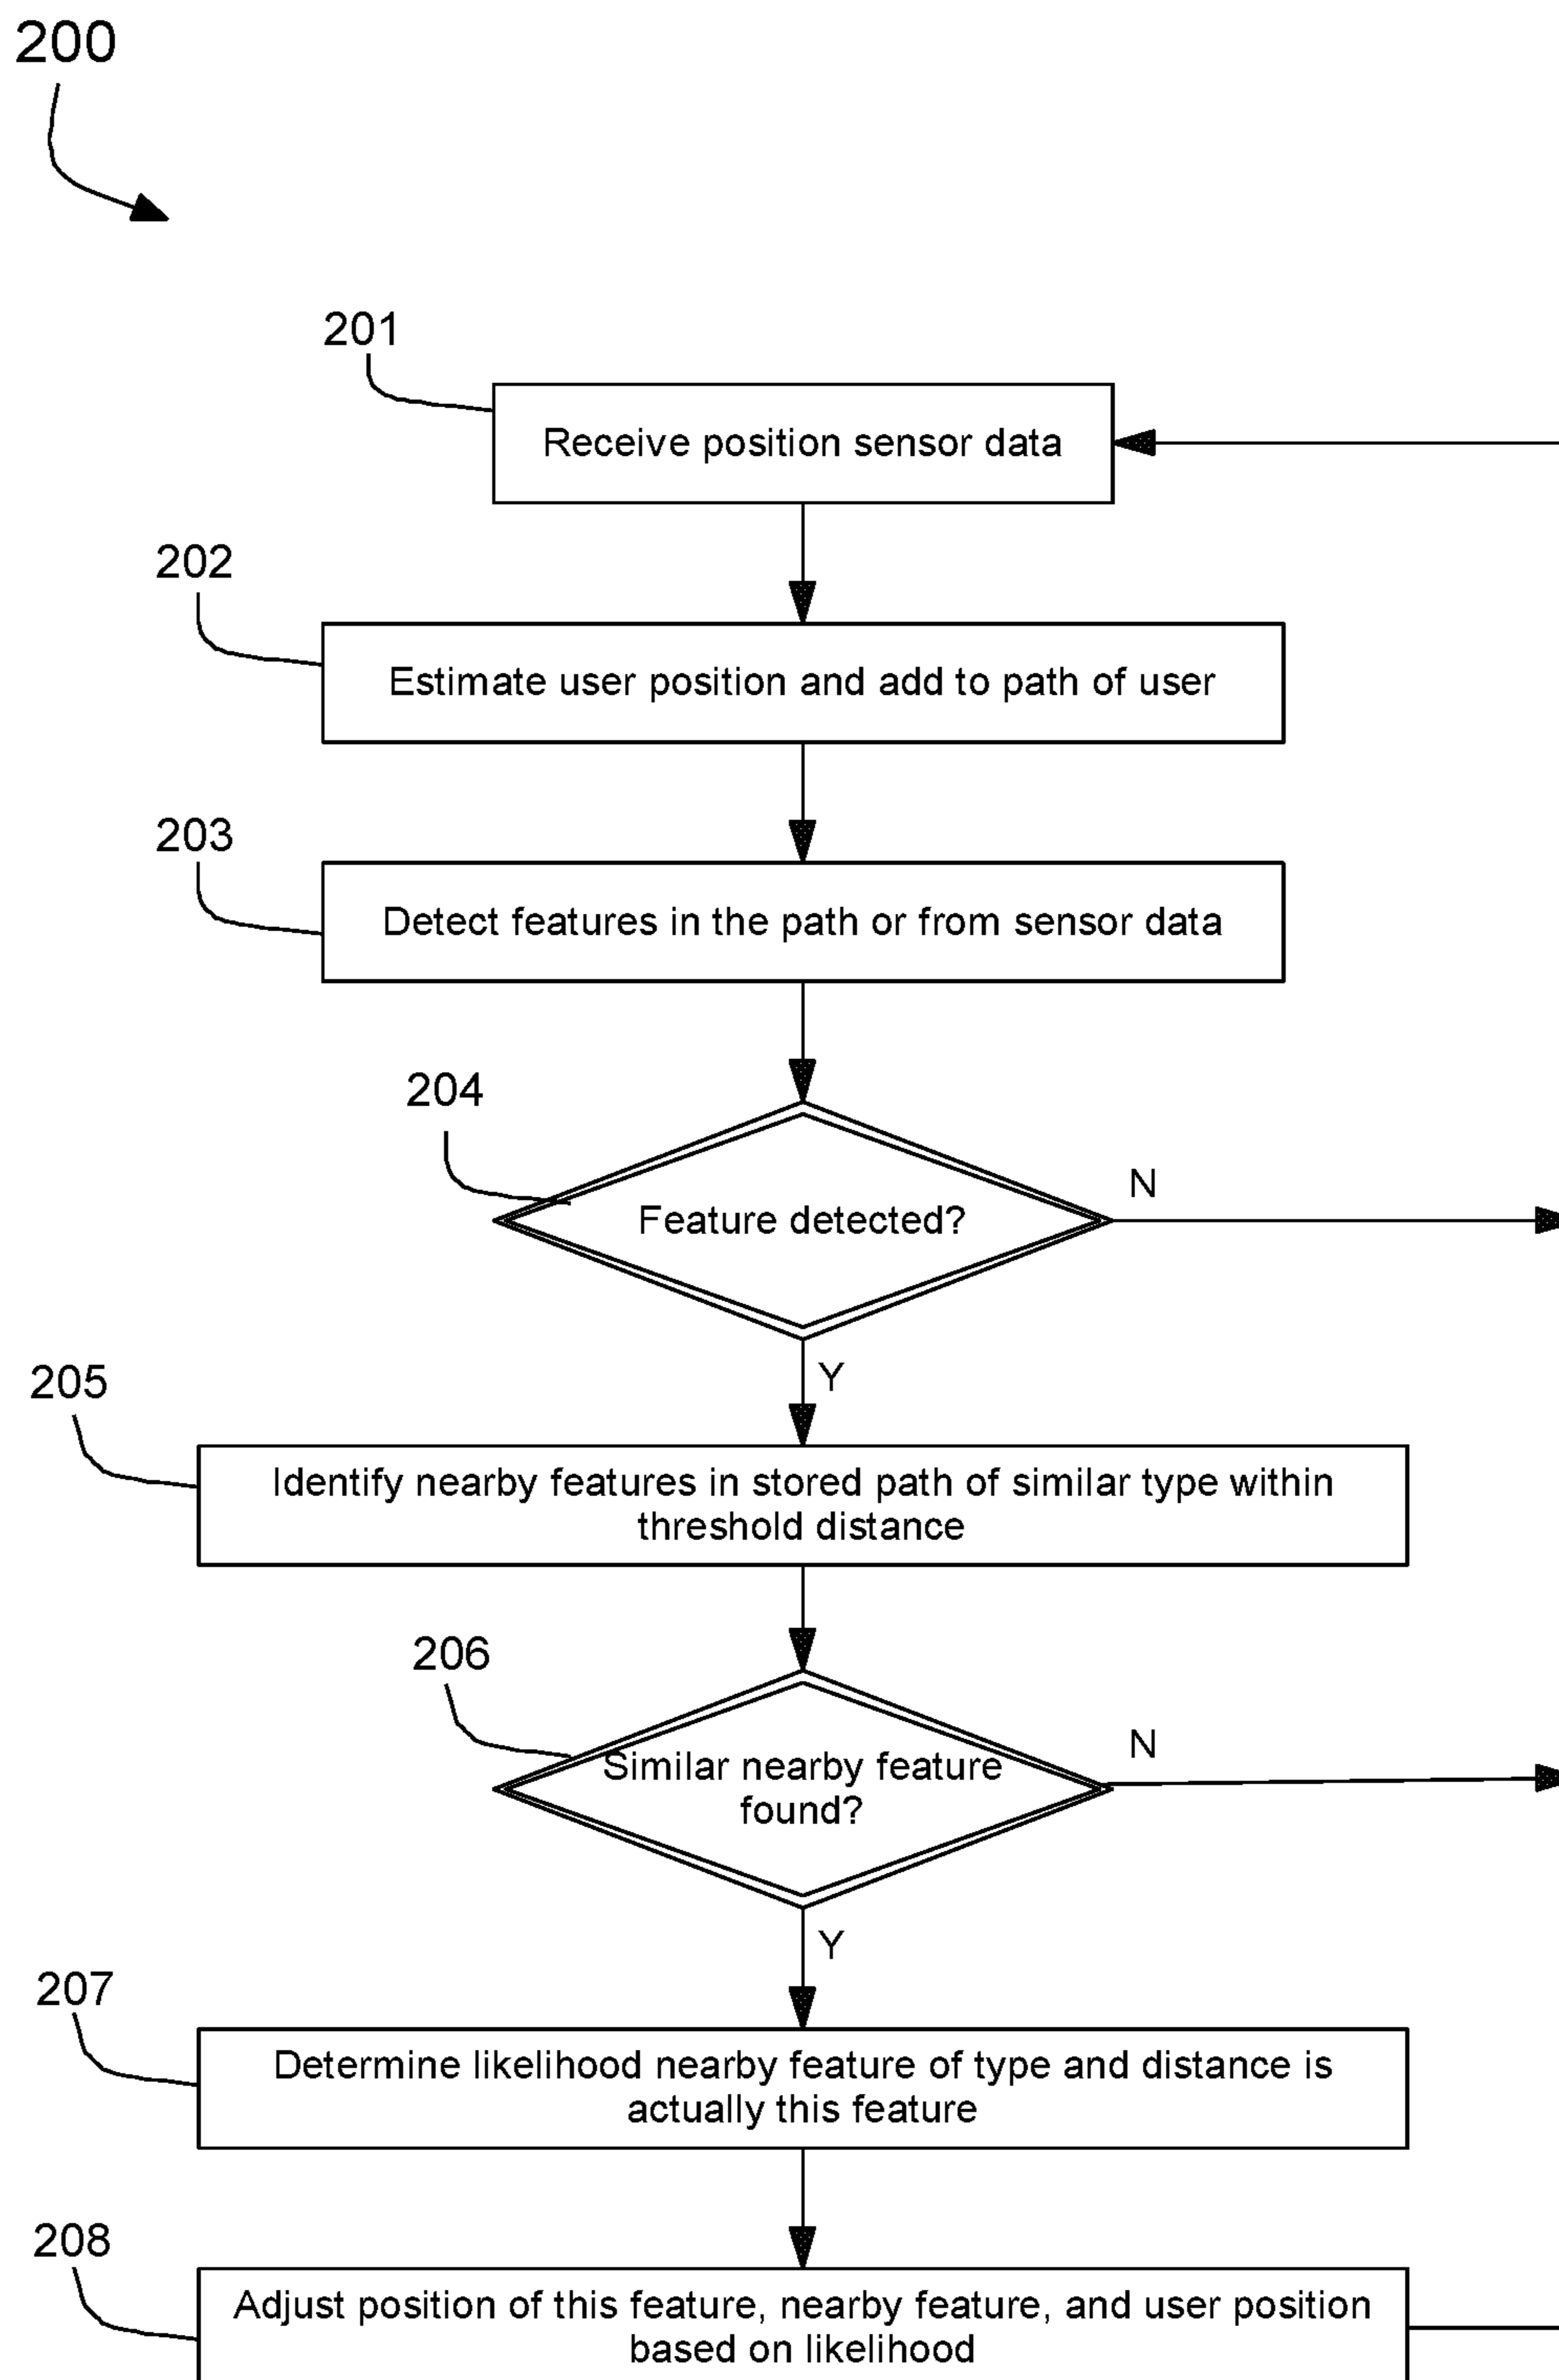 200
201
Receive position sensor data
202
Estimate user position and add to path of user
203
Detect features in the path or from sensor data
204
N
Feature detected?
Y
205
Identify nearby features in stored path of similar type within
threshold distance
206
N
Similar nearby feature
found?
Y
207
Determine likelihood nearby feature of type and distance is
actually this feature
208
Adjust position of this feature, nearby feature, and user position
based on likelihood